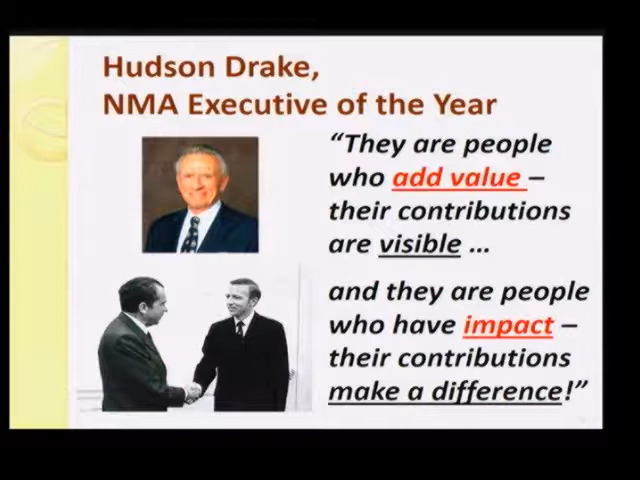 Hudson Drake,
NMA Executive of the Year
“They are people
who add value –
their contributions
are visible ...
and they are people
who have impact –
their contributions
make a difference!”